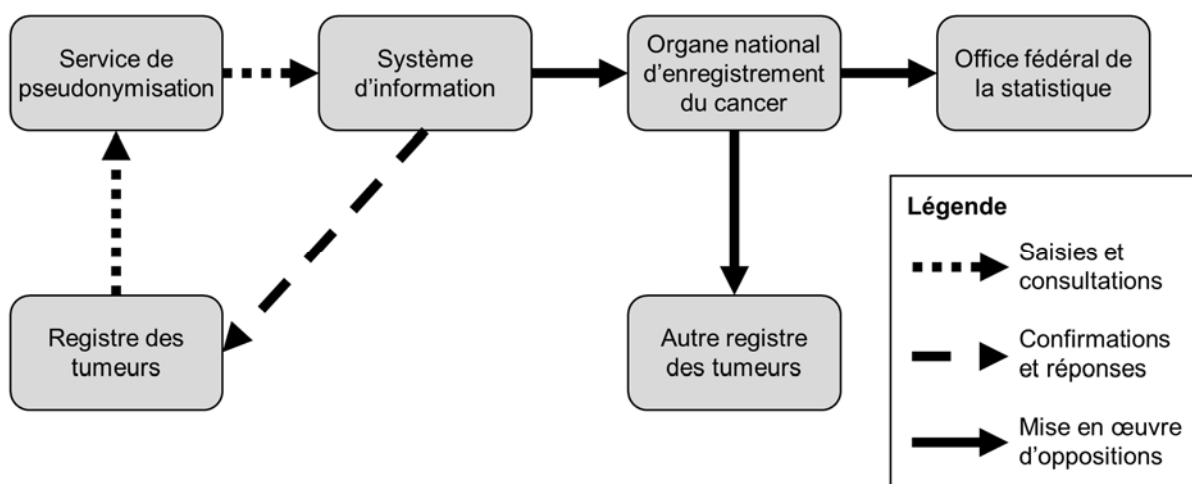 Service de
pseudonymisation
Système
d'information
Organe national
d'enregistrement
du cancer
Office fédéral de
la statistique
Registre des
tumeurs
Autre registre
des tumeurs
Légende
Saisies et
consultations
Confirmations
et réponses
Mise en œuvre
d'oppositions